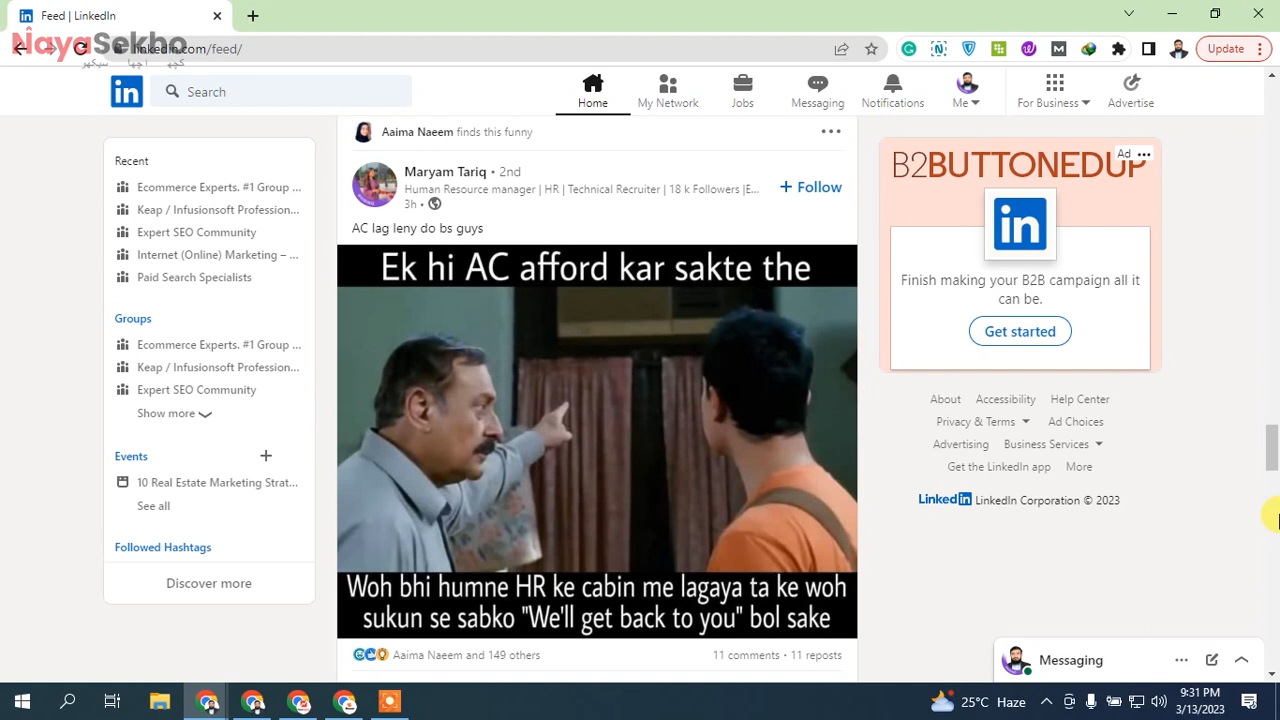 Feed | LinkedIn
NayaSekho
کچھ اچھا سیکھو
linkedin.com/feed/
Update
Search
Home
My Network
Jobs
Messaging
Notifications
Me
For Business
Advertise
Recent
Ecommerce Experts. #1 Group ...
Keap / Infusionsoft Profession...
Expert SEO Community
Internet (Online) Marketing – ...
Paid Search Specialists
Groups
Ecommerce Experts. #1 Group ...
Keap / Infusionsoft Profession...
Expert SEO Community
Show more
Events
10 Real Estate Marketing Strat...
See all
Followed Hashtags
Discover more
Aaima Naeem finds this funny
Maryam Tariq • 2nd
Human Resource manager | HR | Technical Recruiter | 18 k Followers |E...
3h •
+ Follow
AC lag leny do bs guys
Ek hi AC afford kar sakte the
Woh bhi humne HR ke cabin me lagaya ta ke woh
sukun se sabko "We'll get back to you" bol sake
Aaima Naeem and 149 others
11 comments • 11 reposts
B2BUTTONEDUP
Ad
in
Finish making your B2B campaign all it
can be.
Get started
About Accessibility Help Center
Privacy & Terms Ad Choices
Advertising Business Services
Get the LinkedIn app More
LinkedIn LinkedIn Corporation © 2023
Messaging
25°C Haze
9:31 PM
3/13/2023